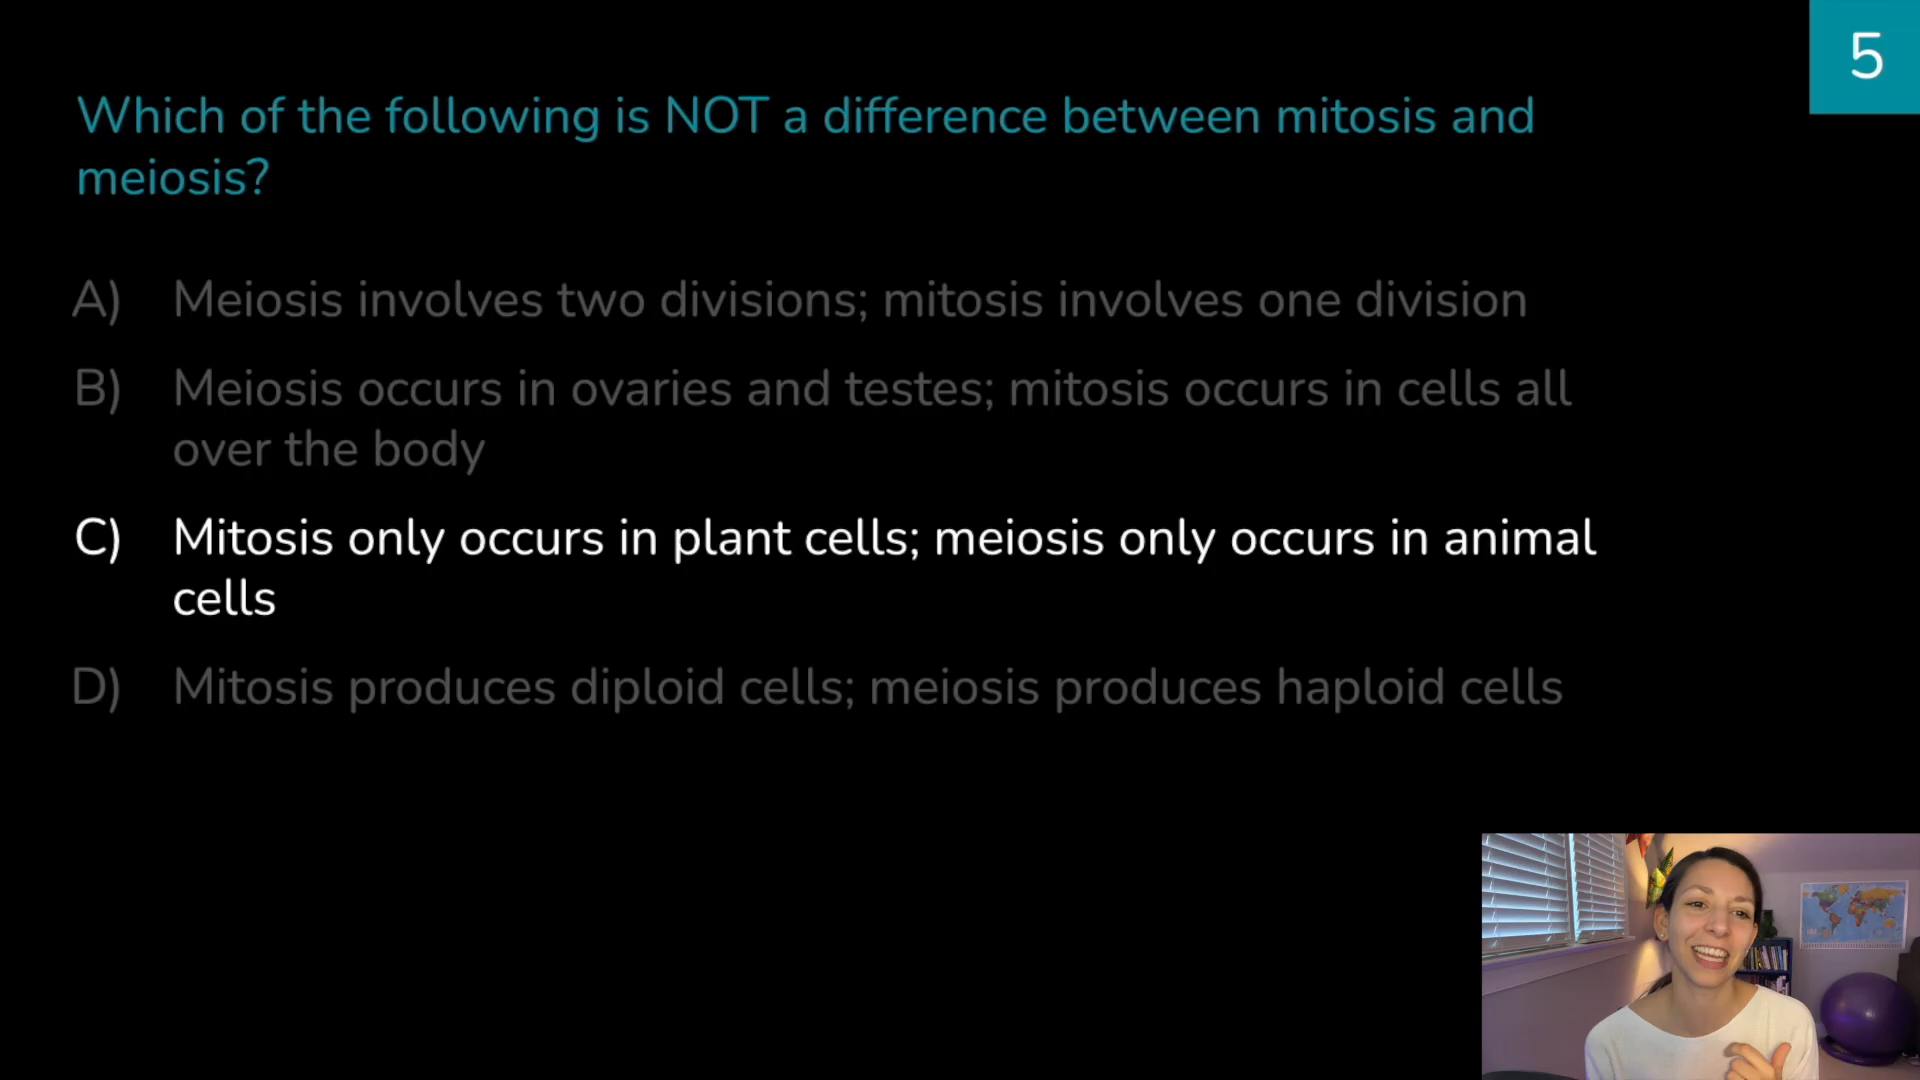 5
Which of the following is NOT a difference between mitosis and
meiosis?
A) Meiosis involves two divisions; mitosis involves one division
B) Meiosis occurs in ovaries and testes; mitosis occurs in cells all
over the body
C) Mitosis only occurs in plant cells; meiosis only occurs in animal
cells
D) Mitosis produces diploid cells; meiosis produces haploid cells